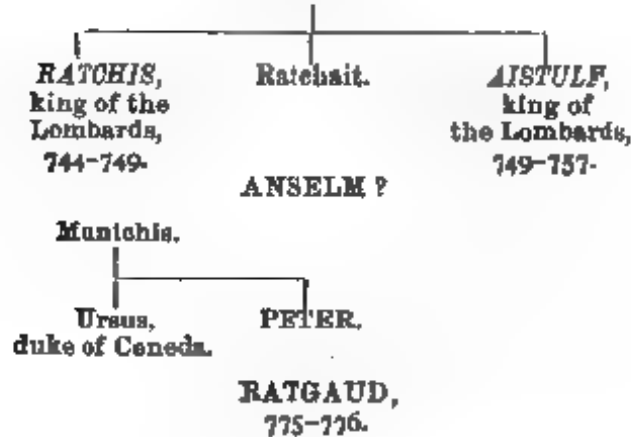 RATCHIS,
king of the
Lombards,
744-749.
Ratchait.
AISTULF,
king of
the Lombards,
749-757.
ANSELM ?
Munichis.
Ursus,
duke of Ceneda.
PETER.
RATGAUD,
775-776.